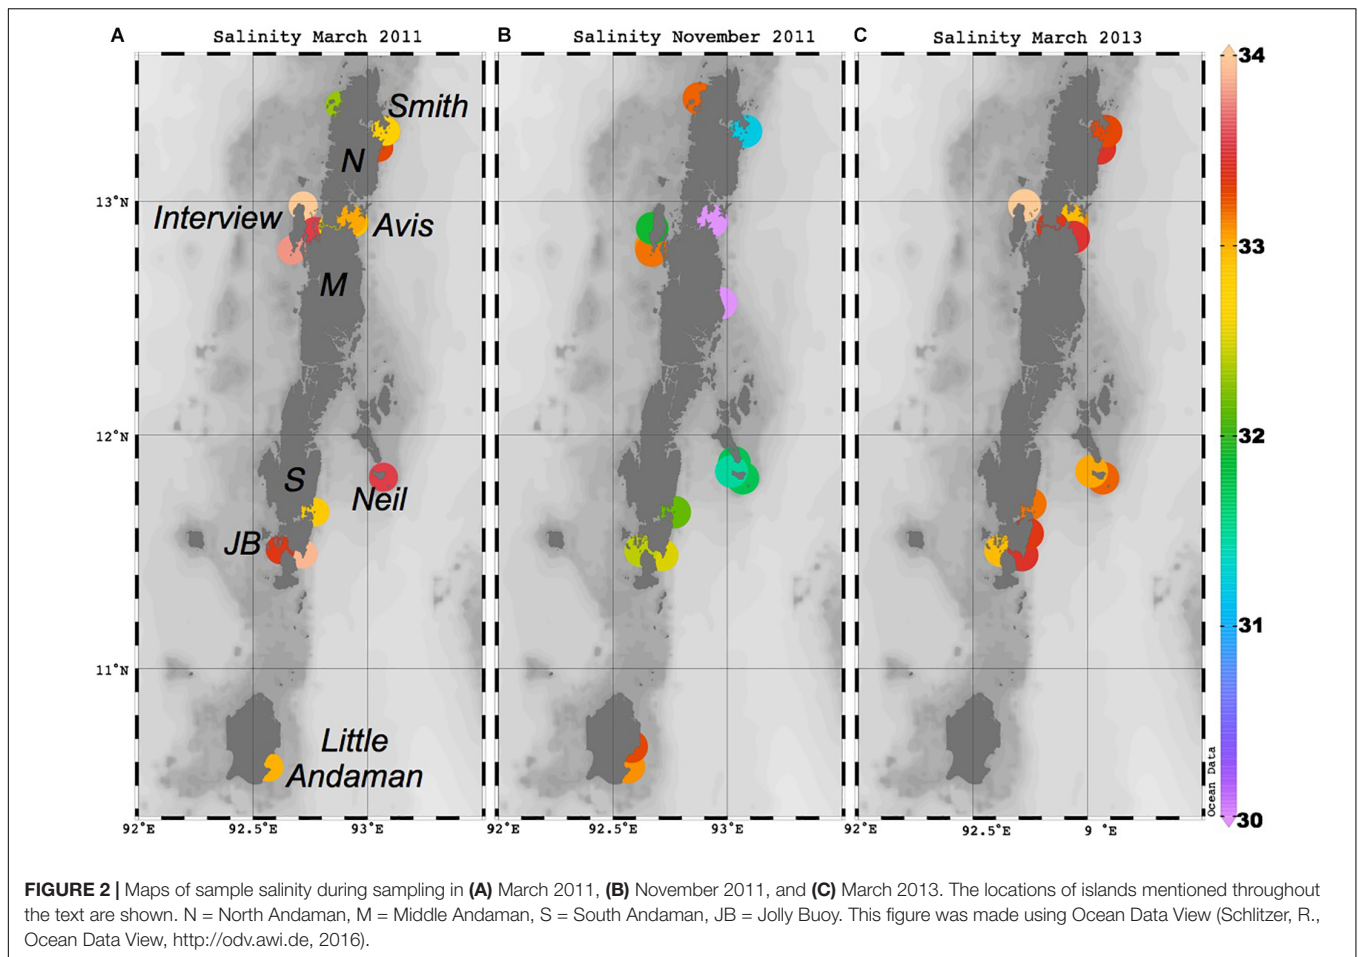 A Salinity March 2011 B Salinity November 2011 C Salinity March 2013
34
Smith
N
13°N
Interview Avis
33
M
32
12°N
S
Neil
JB
31
11°N
Little
Andaman
Ocean Data
30
92°E 92.5°E 93°E 92°E 92.5°E 93°E 92°E 92.5°E 9 °E
FIGURE 2 | Maps of sample salinity during sampling in (A) March 2011, (B) November 2011, and (C) March 2013. The locations of islands mentioned throughout
the text are shown. N = North Andaman, M = Middle Andaman, S = South Andaman, JB = Jolly Buoy. This figure was made using Ocean Data View (Schlitzer, R.,
Ocean Data View, http://odv.awi.de, 2016).